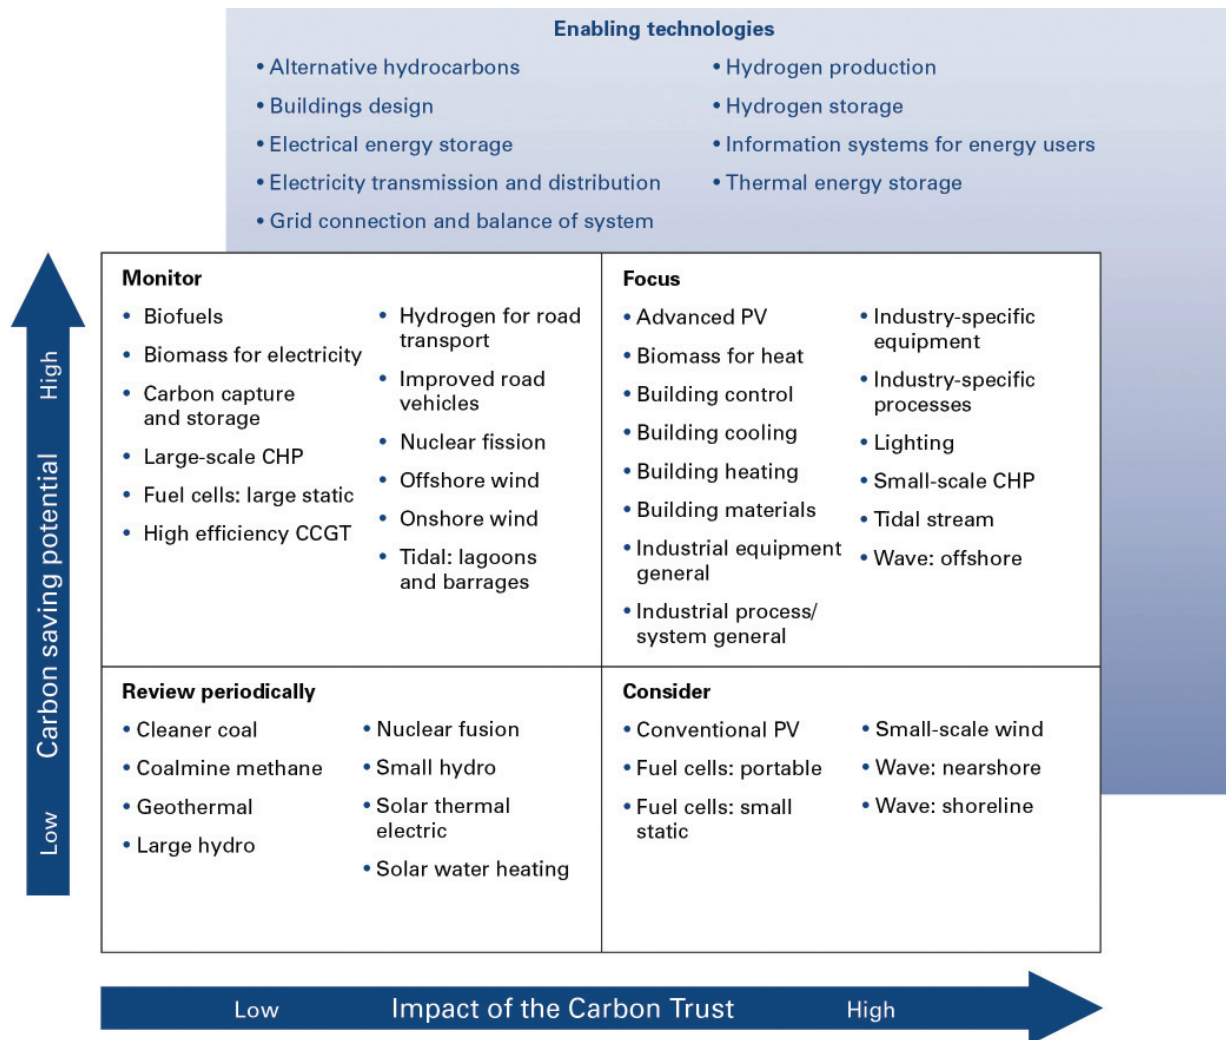 Enabling technologies
• Alternative hydrocarbons
• Buildings design
• Electrical energy storage
• Electricity transmission and distribution
• Grid connection and balance of system
• Hydrogen production
• Hydrogen storage
• Information systems for energy users
• Thermal energy storage
Monitor
• Biofuels
• Biomass for electricity
• Carbon capture
and storage
• Large-scale CHP
• Fuel cells: large static
• High efficiency CCGT
• Hydrogen for road
transport
• Improved road
vehicles
• Nuclear fission
• Offshore wind
• Onshore wind
• Tidal: lagoons
and barrages
Focus
• Advanced PV
• Biomass for heat
• Building control
• Building cooling
• Building heating
• Building materials
• Industrial equipment
general
• Industrial process/
system general
• Industry-specific
equipment
• Industry-specific
processes
• Lighting
• Small-scale CHP
• Tidal stream
• Wave: offshore
Review periodically
• Cleaner coal
• Coalmine methane
• Geothermal
• Large hydro
• Nuclear fusion
• Small hydro
• Solar thermal
electric
• Solar water heating
Consider
• Conventional PV
• Fuel cells: portable
• Fuel cells: small
static
• Small-scale wind
• Wave: nearshore
• Wave: shoreline
Low Carbon saving potential High
Low Impact of the Carbon Trust High